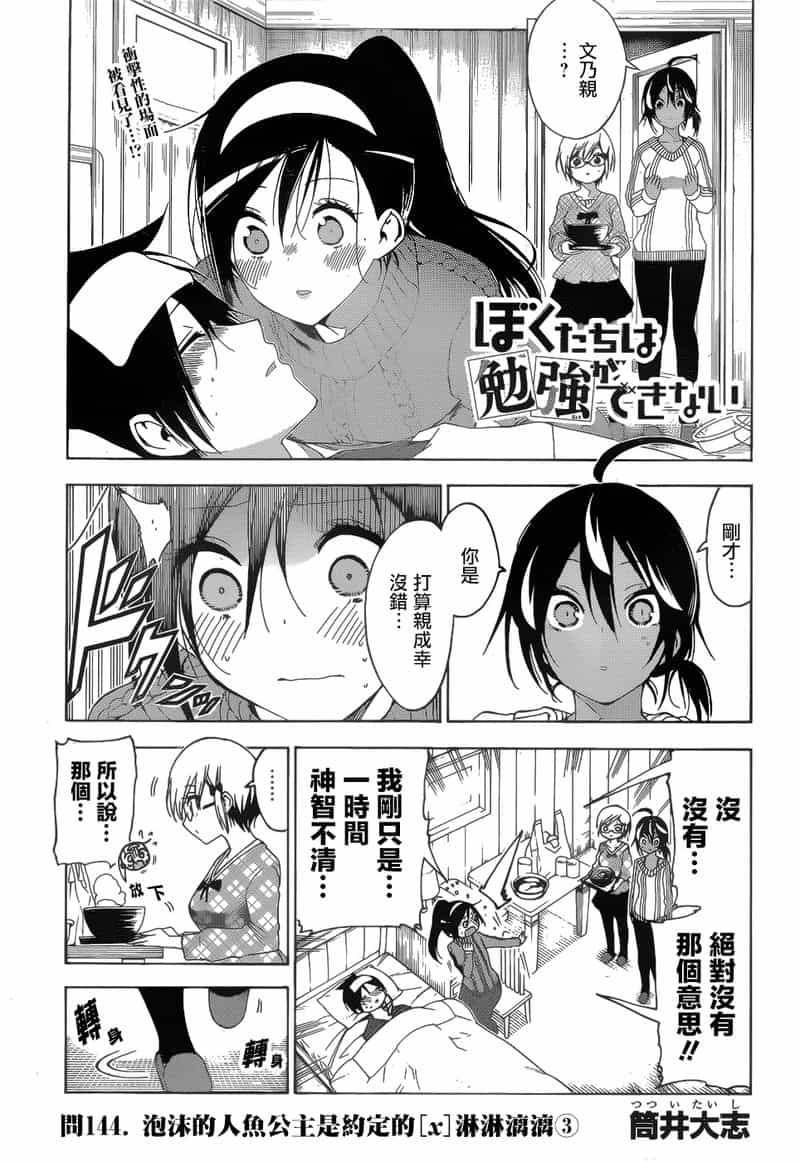 文乃親
…?
衝擊性的場面
被看見了…!?
ぼくたちは
勉強ができない
剛才…
你是
打算親成幸
沒錯…
ドドドドド
沒
沒有…
絕對沒有
那個意思!!
我剛只是…
一時間
神智不清…
…
所以說…
那個…
放下
轉身
轉身
問144. 泡沫的人魚公主是約定的[x]淋淋漓漓③
つつ い たい し
筒井大志